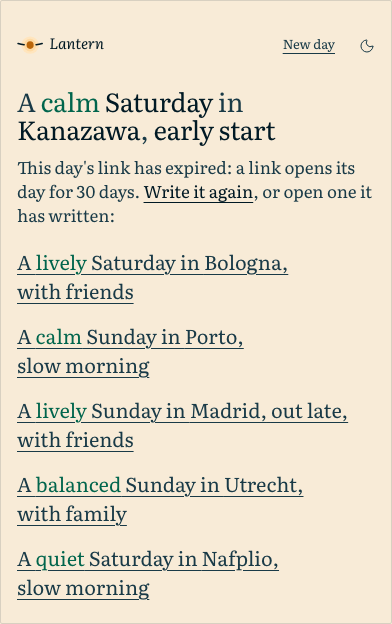 Lantern
New day
A calm Saturday in
Kanazawa, early start
This day's link has expired: a link opens its
day for 30 days. Write it again, or open one it
has written:
A lively Saturday in Bologna,
with friends
A calm Sunday in Porto,
slow morning
A lively Sunday in Madrid, out late,
with friends
A balanced Sunday in Utrecht,
with family
A quiet Saturday in Nafplio,
slow morning